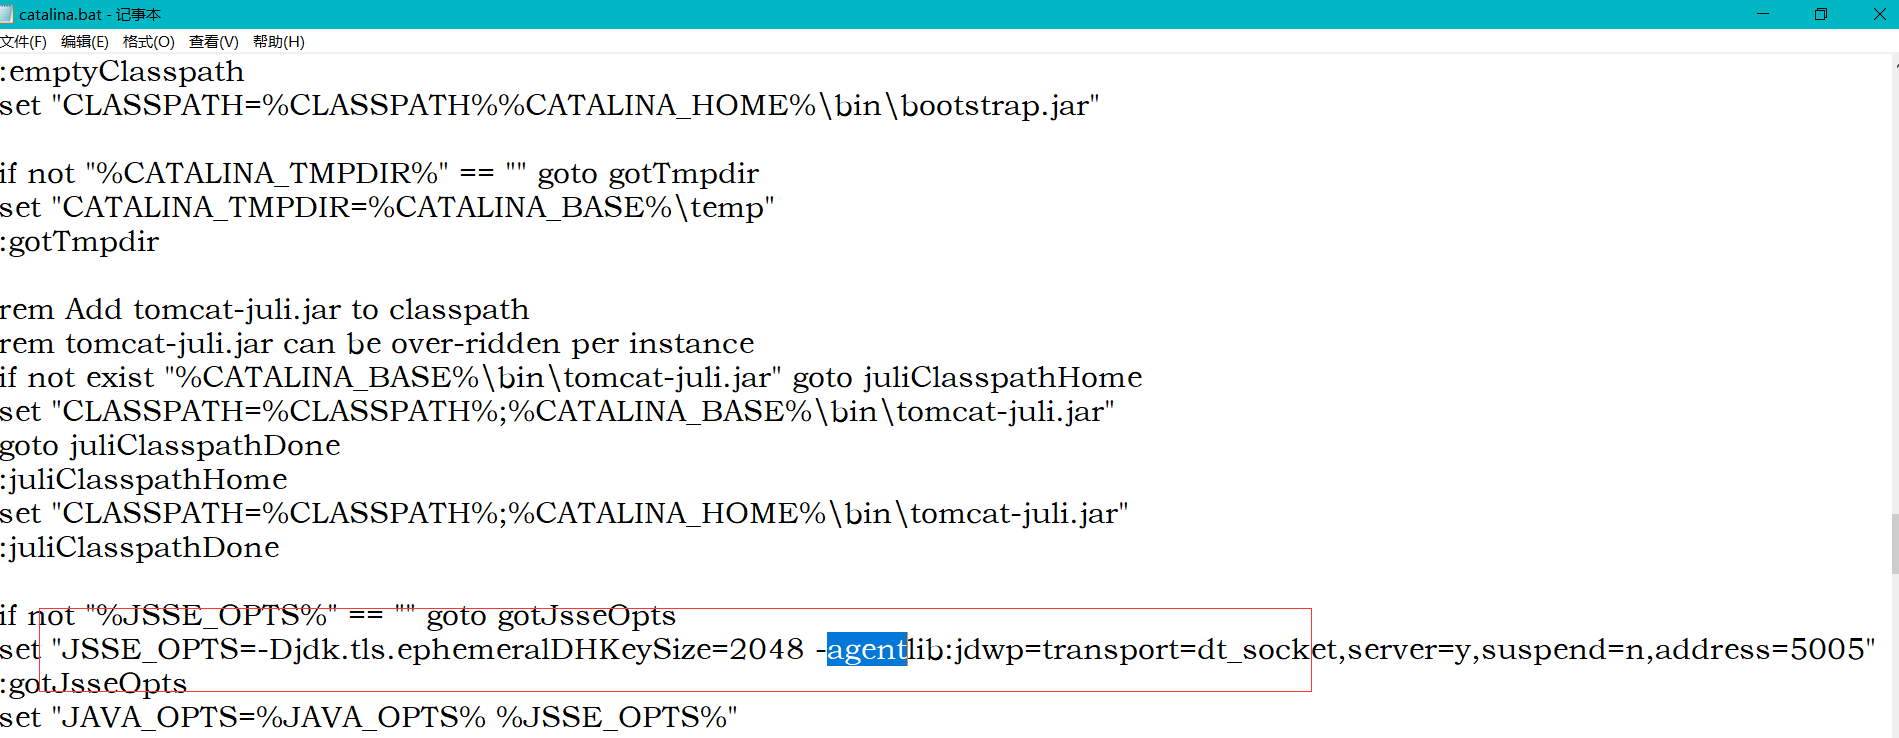 catalina.bat - 记事本
文件(F) 编辑(E) 格式(O) 查看(V) 帮助(H)
:emptyClasspath
set "CLASSPATH=%CLASSPATH%%CATALINA_HOME%\bin\bootstrap.jar"
if not "%CATALINA_TMPDIR%" == "" goto gotTmpdir
set "CATALINA_TMPDIR=%CATALINA_BASE%\temp"
:gotTmpdir
rem Add tomcat-juli.jar to classpath
rem tomcat-juli.jar can be over-ridden per instance
if not exist "%CATALINA_BASE%\bin\tomcat-juli.jar" goto juliClasspathHome
set "CLASSPATH=%CLASSPATH%;%CATALINA_BASE%\bin\tomcat-juli.jar"
goto juliClasspathDone
:juliClasspathHome
set "CLASSPATH=%CLASSPATH%;%CATALINA_HOME%\bin\tomcat-juli.jar"
:juliClasspathDone
if not "%JSSE_OPTS%" == "" goto gotJsseOpts
set "JSSE_OPTS=-Djdk.tls.ephemeralDHKeySize=2048 -agentlib:jdwp=transport=dt_socket,server=y,suspend=n,address=5005"
:gotJsseOpts
set "JAVA_OPTS=%JAVA_OPTS% %JSSE_OPTS%"